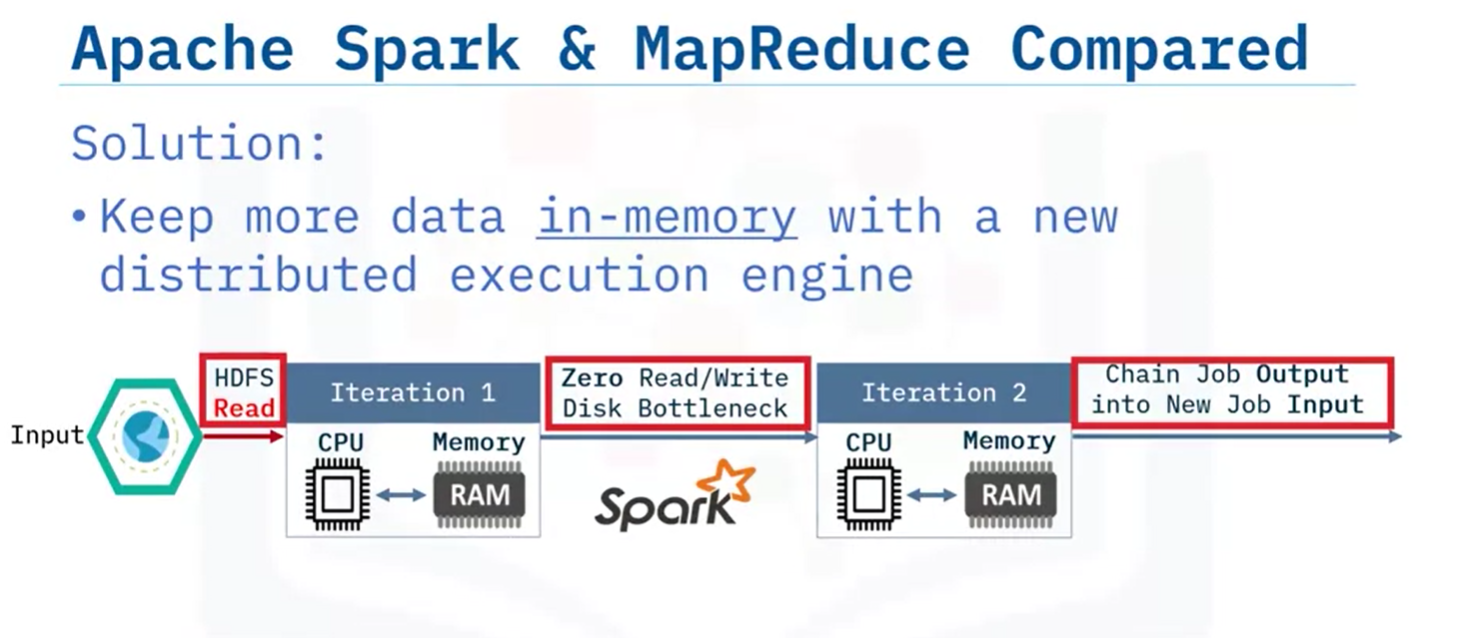 Apache Spark & MapReduce Compared
Solution:
• Keep more data in-memory with a new
distributed execution engine
Input
HDFS
Read
Iteration 1
CPU Memory
RAM
Zero Read/Write
Disk Bottleneck
Spark
Iteration 2
CPU Memory
RAM
Chain Job Output
into New Job Input